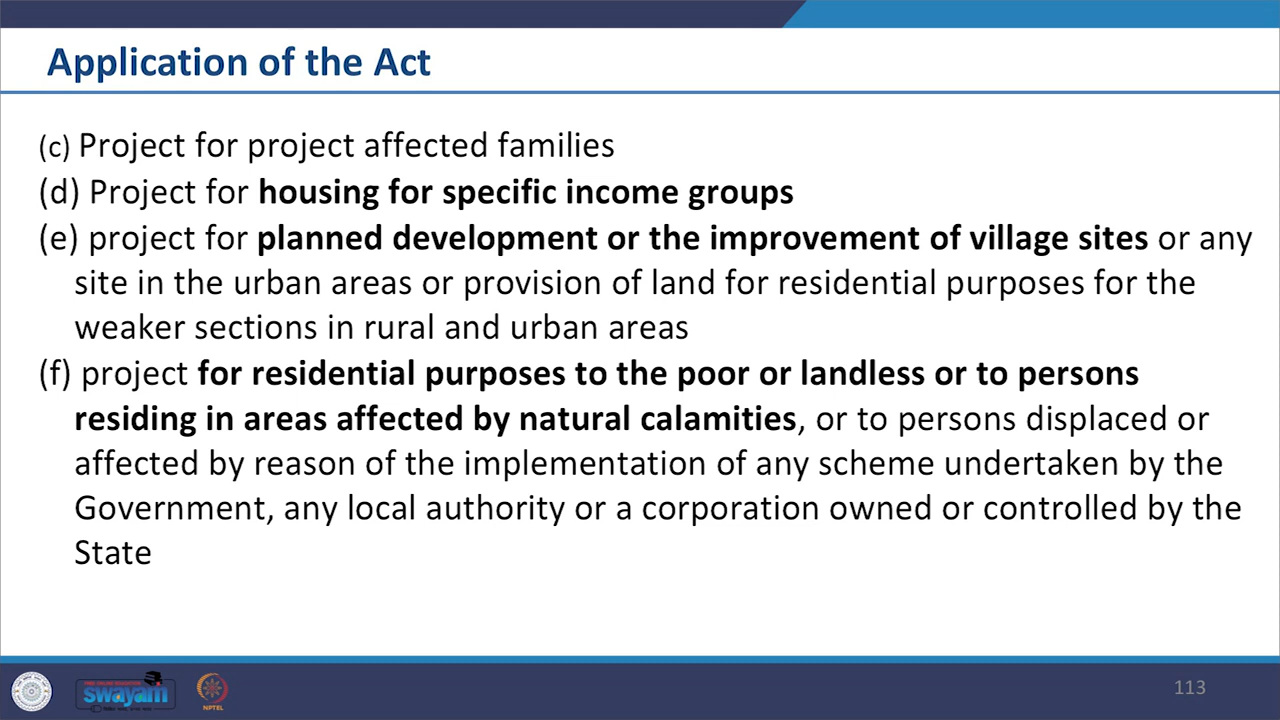 Application of the Act
(c) Project for project affected families
(d) Project for housing for specific income groups
(e) project for planned development or the improvement of village sites or any
site in the urban areas or provision of land for residential purposes for the
weaker sections in rural and urban areas
(f) project for residential purposes to the poor or landless or to persons
residing in areas affected by natural calamities, or to persons displaced or
affected by reason of the implementation of any scheme undertaken by the
Government, any local authority or a corporation owned or controlled by the
State
swayam
NPTEL
113